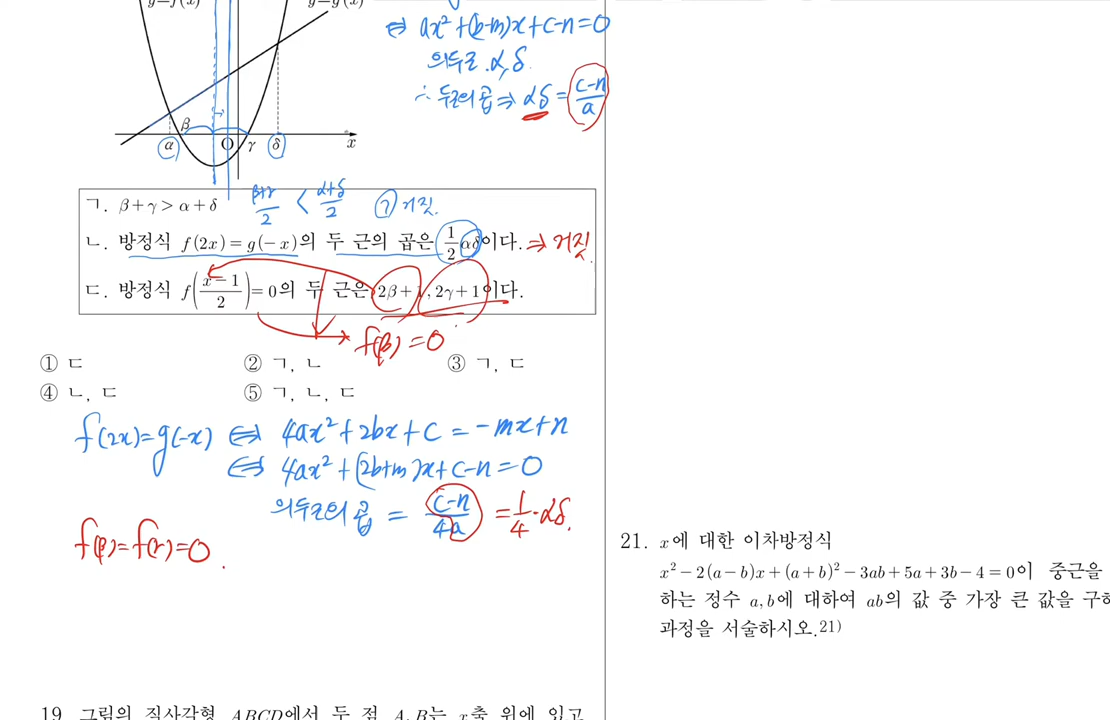 y=f(x) y=g(x)
⇔ ax²+(b-m)x+c-n=0
의 두근 α, δ.
∴ 두근의 곱 ⇒ αδ = \frac{c-n}{a}
α β O γ δ x
ㄱ. β+γ > α+δ \frac{β+γ}{2} < \frac{α+δ}{2} ㉠ 거짓.
ㄴ. 방정식 f(2x)=g(-x)의 두 근의 곱은 \frac{1}{2}αδ이다. ⇒ 거짓.
ㄷ. 방정식 f(\frac{x-1}{2})=0의 두 근은 2β+1, 2γ+1이다.
f(β)=0
① ㄷ ② ㄱ, ㄴ ③ ㄱ, ㄷ
④ ㄴ, ㄷ ⑤ ㄱ, ㄴ, ㄷ
f(2x)=g(-x) ⇔ 4ax²+2bx+c=-mx+n
⇔ 4ax²+(2b+m)x+c-n=0
의 두근의 곱 = \frac{c-n}{4a} = \frac{1}{4}·αδ.
f(β)=f(γ)=0.
21. x에 대한 이차방정식
x²-2(a-b)x+(a+b)²-3ab+5a+3b-4=0이 중근을
하는 정수 a, b에 대하여 ab의 값 중 가장 큰 값을 구하
과정을 서술하시오.21)
19. 그림의 직사각형 ABCD에서 두 점 A, B는 x축 위에 있고